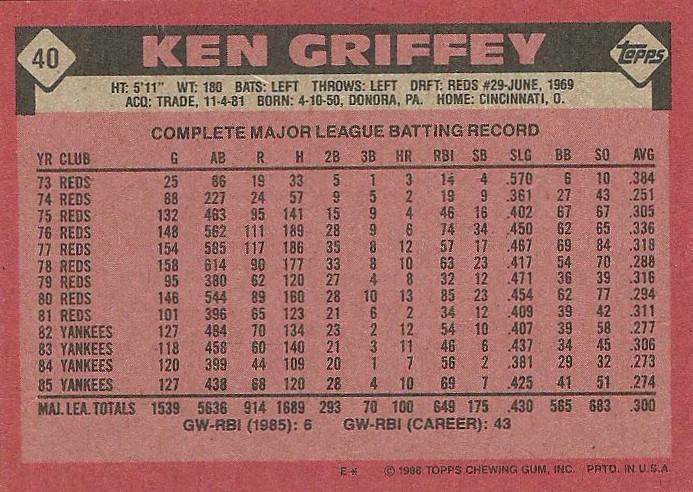 40 KEN GRIFFEY topps
HT: 5'11" WT: 180 BATS: LEFT THROWS: LEFT DRFT: REDS #29-JUNE, 1969
ACQ: TRADE, 11-4-81 BORN: 4-10-50, DONORA, PA. HOME: CINCINNATI, O.
COMPLETE MAJOR LEAGUE BATTING RECORD
YR CLUB G AB R H 2B 3B HR RBI SB SLG BB SO AVG
73 REDS 25 86 19 33 5 1 3 14 4 .570 6 10 .384
74 REDS 88 227 24 57 9 5 2 19 9 .361 27 43 .251
75 REDS 132 463 95 141 15 9 4 46 16 .402 67 67 .305
76 REDS 148 562 111 189 28 9 6 74 34 .450 62 65 .336
77 REDS 154 585 117 186 35 8 12 57 17 .467 69 84 .318
78 REDS 158 614 90 177 33 8 10 63 23 .417 54 70 .288
79 REDS 95 380 62 120 27 4 8 32 12 .471 36 39 .316
80 REDS 146 544 89 160 28 10 13 85 23 .454 62 77 .294
81 REDS 101 396 65 123 21 6 2 34 12 .409 39 42 .311
82 YANKEES 127 484 70 134 23 2 12 54 10 .407 39 58 .277
83 YANKEES 118 458 60 140 21 3 11 46 6 .437 34 45 .306
84 YANKEES 120 399 44 109 20 1 7 56 2 .381 29 32 .273
85 YANKEES 127 438 68 120 28 4 10 69 7 .425 41 51 .274
MAJ. LEA. TOTALS 1539 5636 914 1689 293 70 100 649 175 .430 565 683 .300
GW-RBI (1985): 6 GW-RBI (CAREER): 43
E* © 1986 TOPPS CHEWING GUM, INC. PRTD. IN U.S.A.